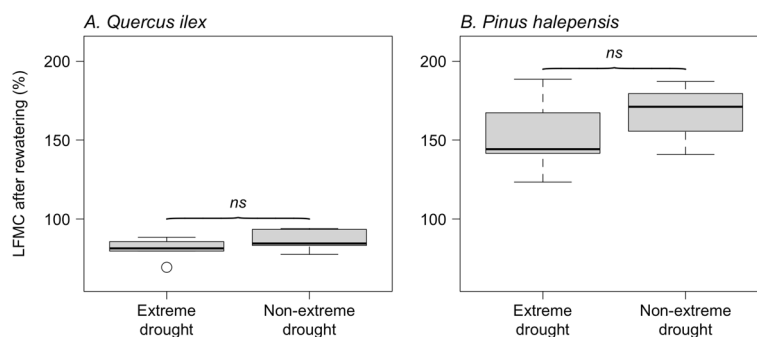 A. Quercus ilex
B. Pinus halepensis
LFMC after rewatering (%)
200
150
100
ns
Extreme
drought
Non-extreme
drought
200
150
100
ns
Extreme
drought
Non-extreme
drought